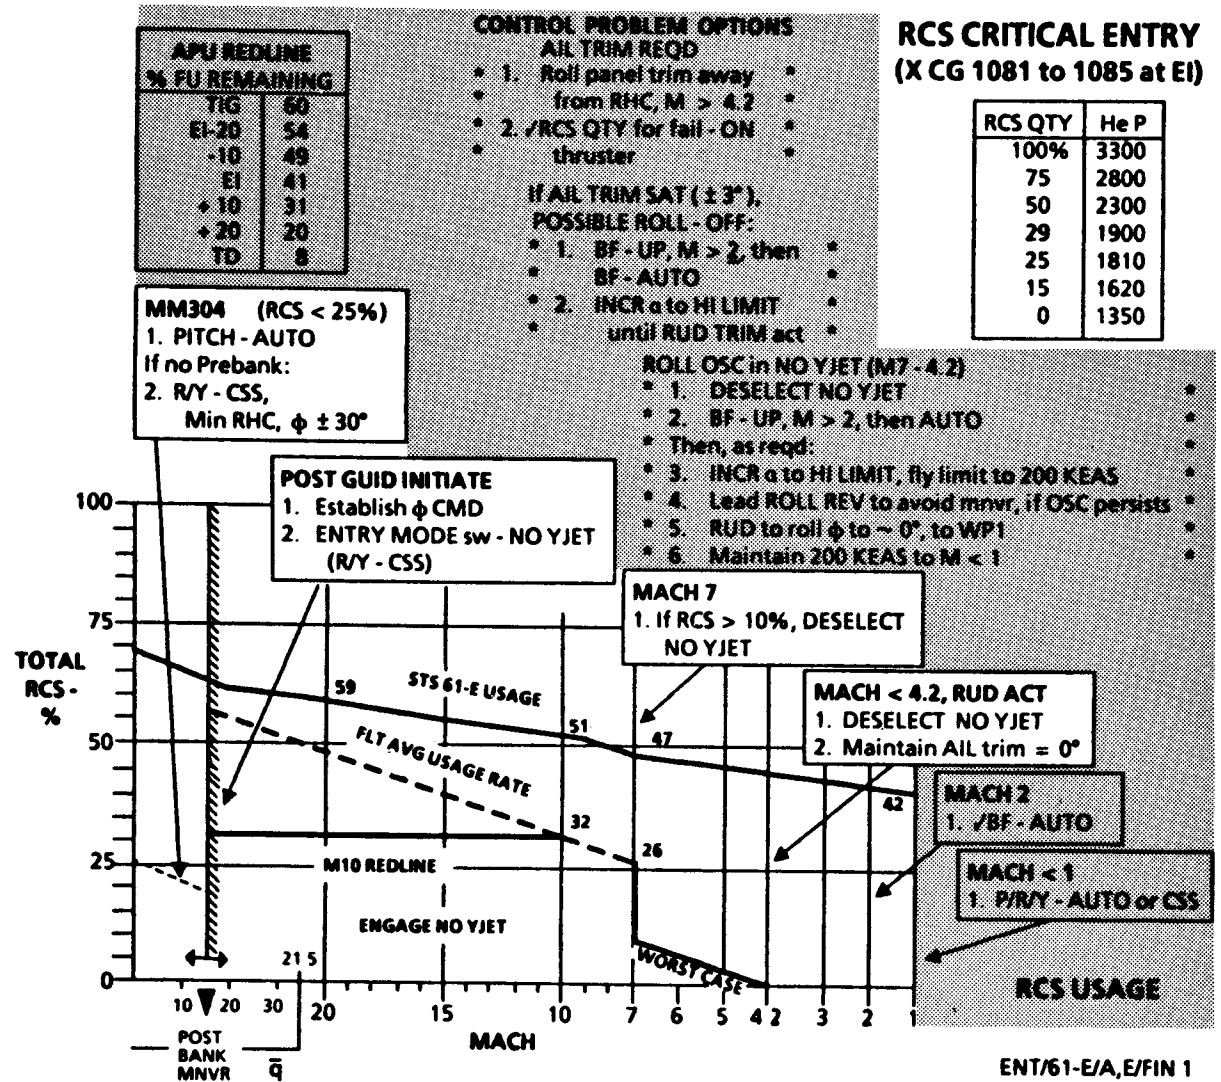 CONTROL PROBLEM OPTIONS
AIL TRIM REQD
* 1. Roll panel trim away *
* from RHC, M > 4.2 *
* 2. √RCS QTY for fail - ON *
* thruster *
If AIL TRIM SAT (± 3°),
POSSIBLE ROLL - OFF:
* 1. BF - UP, M > 2, then *
* BF - AUTO *
* 2. INCR α to HI LIMIT *
* until RUD TRIM act *
RCS CRITICAL ENTRY
(X CG 1081 to 1085 at EI)
RCS QTY He P
100% 3300
75 2800
50 2300
29 1900
25 1810
15 1620
0 1350
APU REDLINE
% FU REMAINING
TIG 60
EI-20 54
-10 49
EI 41
+ 10 31
+ 20 20
TD 8
MM304 (RCS < 25%)
1. PITCH - AUTO
If no Prebank:
2. R/Y - CSS,
Min RHC, ϕ ± 30°
ROLL OSC in NO YJET (M7 - 4.2)
* 1. DESELECT NO YJET *
* 2. BF - UP, M > 2, then AUTO *
* Then, as reqd: *
* 3. INCR α to HI LIMIT, fly limit to 200 KEAS *
* 4. Lead ROLL REV to avoid mnvr, if OSC persists *
* 5. RUD to roll ϕ to ~ 0°, to WP1 *
* 6. Maintain 200 KEAS to M < 1 *
POST GUID INITIATE
1. Establish ϕ CMD
2. ENTRY MODE sw - NO YJET
(R/Y - CSS)
MACH 7
1. If RCS > 10%, DESELECT
NO YJET
MACH < 4.2, RUD ACT
1. DESELECT NO YJET
2. Maintain AIL trim = 0°
MACH 2
1. √BF - AUTO
MACH < 1
1. P/R/Y - AUTO or CSS
TOTAL
RCS -
%
100
75
50
25
0
59
STS 61-E USAGE
51
47
42
FLT AVG USAGE RATE
32
26
M10 REDLINE
ENGAGE NO YJET
WORST CASE
21 5
RCS USAGE
10 20 30 20 15 10 7 6 5 4 2 3 2 1
POST
BANK
MNVR
q̄
MACH
ENT/61-E/A,E/FIN 1